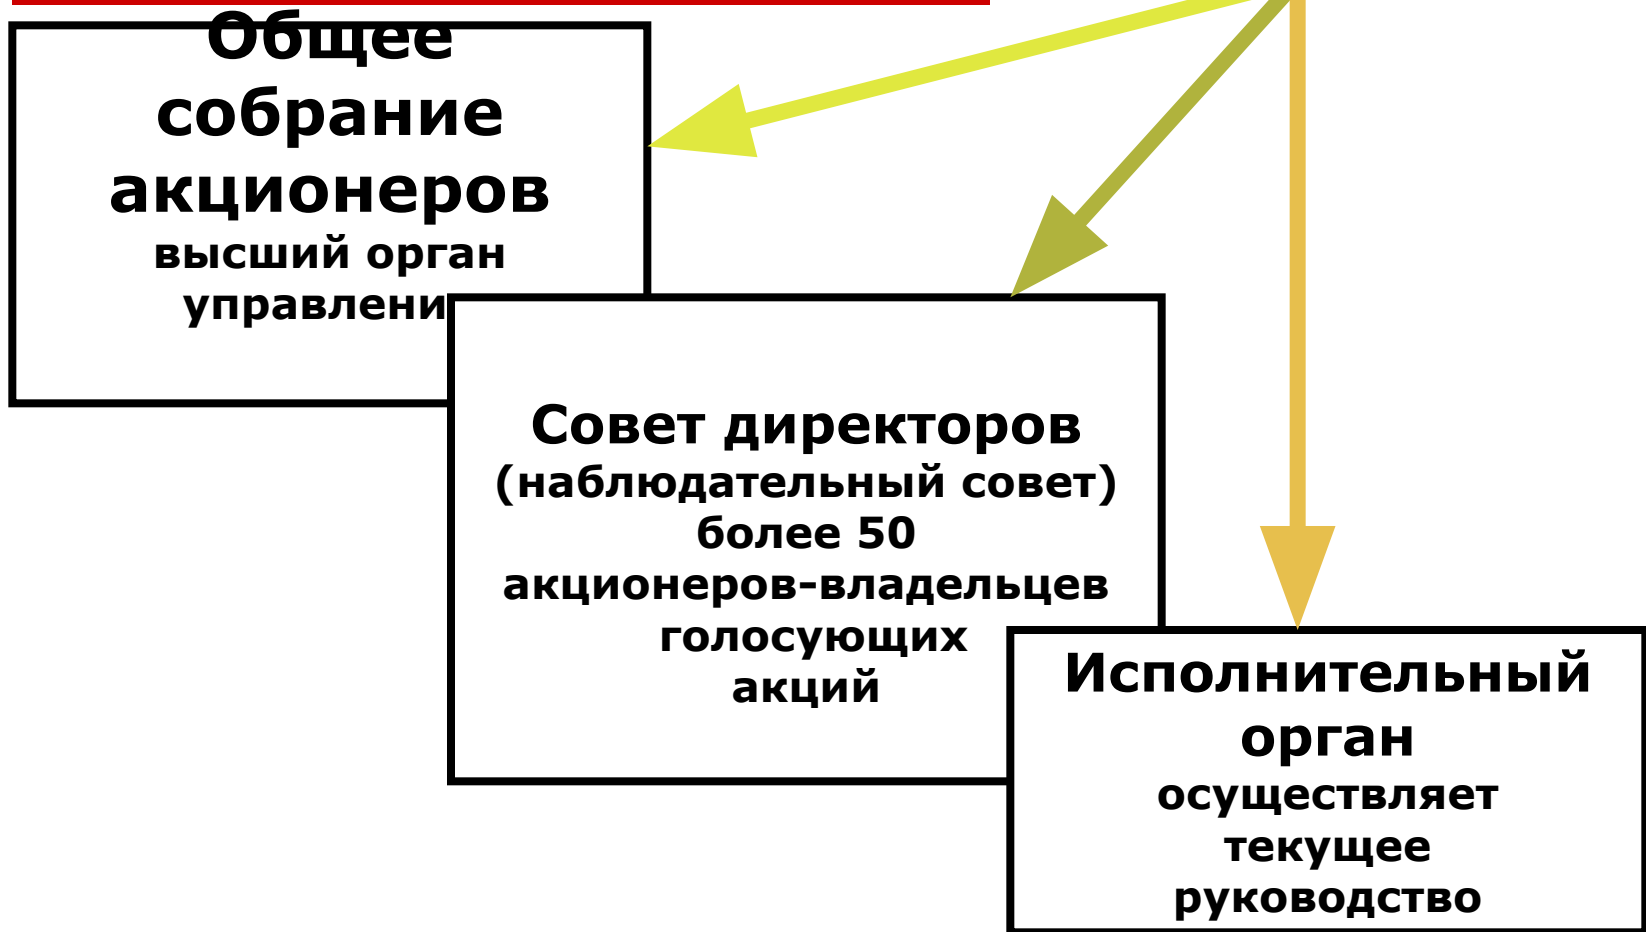 Общее
собрание
акционеров
высший орган
управлени
Совет директоров
(наблюдательный совет)
более 50
акционеров-владельцев
голосующих
акций
Исполнительный
орган
осуществляет
текущее
руководство